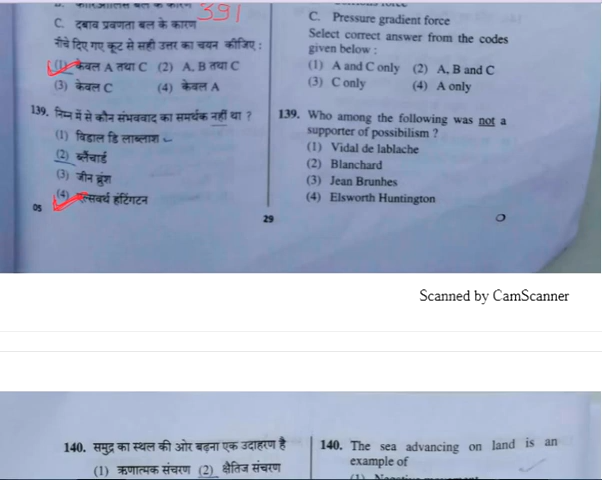 391
C. दबाव प्रवणता बल के कारण
नीचे दिए गए कूट से सही उत्तर का चयन कीजिए :
(1) केवल A तथा C (2) A, B तथा C
(3) केवल C (4) केवल A
139. निम्न में से कौन संभववाद का समर्थक नहीं था ?
(1) विडाल डि लाब्लाश
(2) ब्लैंचार्ड
(3) जीन ब्रुंश
(4) हंटिंगटन
05
C. Pressure gradient force
Select correct answer from the codes
given below :
(1) A and C only (2) A, B and C
(3) C only (4) A only
139. Who among the following was not a
supporter of possibilism ?
(1) Vidal de lablache
(2) Blanchard
(3) Jean Brunhes
(4) Elsworth Huntington
29
Scanned by CamScanner
140. समुद्र का स्थल की ओर बढ़ना एक उदाहरण है
(1) ऋणात्मक संचरण (2) क्षैतिज संचरण
140. The sea advancing on land is an
example of